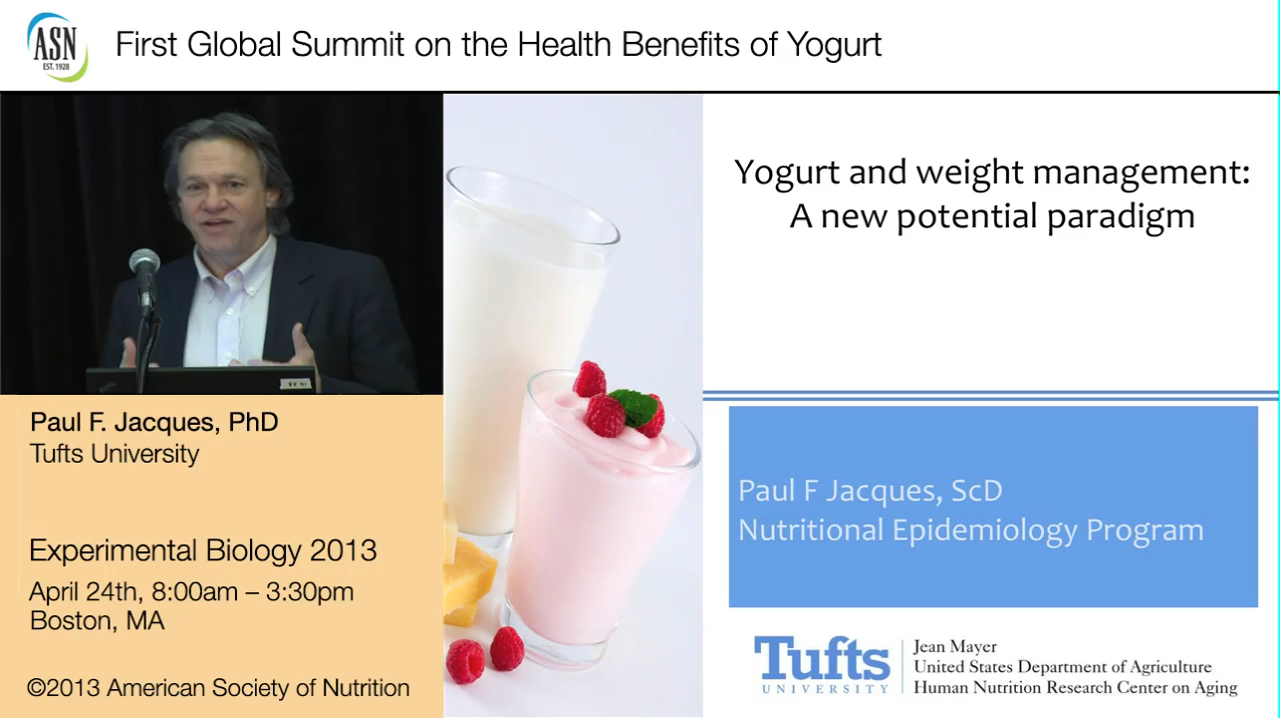 ASN
EST. 1928
First Global Summit on the Health Benefits of Yogurt
Paul F. Jacques, PhD
Tufts University
Experimental Biology 2013
April 24th, 8:00am – 3:30pm
Boston, MA
©2013 American Society of Nutrition
Yogurt and weight management:
A new potential paradigm
Paul F Jacques, ScD
Nutritional Epidemiology Program
Tufts
UNIVERSITY
Jean Mayer
United States Department of Agriculture
Human Nutrition Research Center on Aging